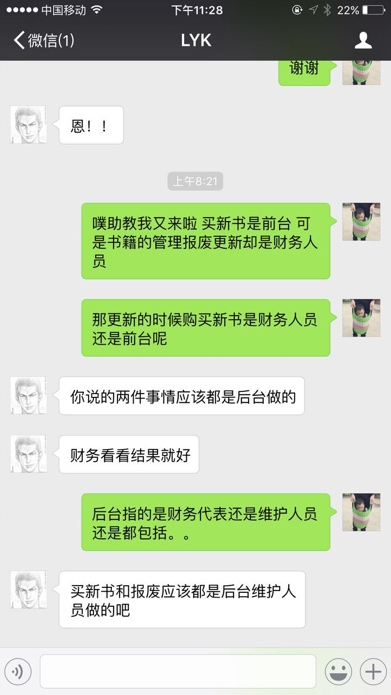 中国移动 下午11:28 22%
微信(1) LYK
谢谢
恩！！
上午8:21
噗助教我又来啦 买新书是前台 可
是书籍的管理报废更新却是财务人
员
那更新的时候购买新书是财务人员
还是前台呢
你说的两件事情应该都是后台做的
财务看看结果就好
后台指的是财务代表还是维护人员
还是都包括。。
买新书和报废应该都是后台维护人
员做的吧